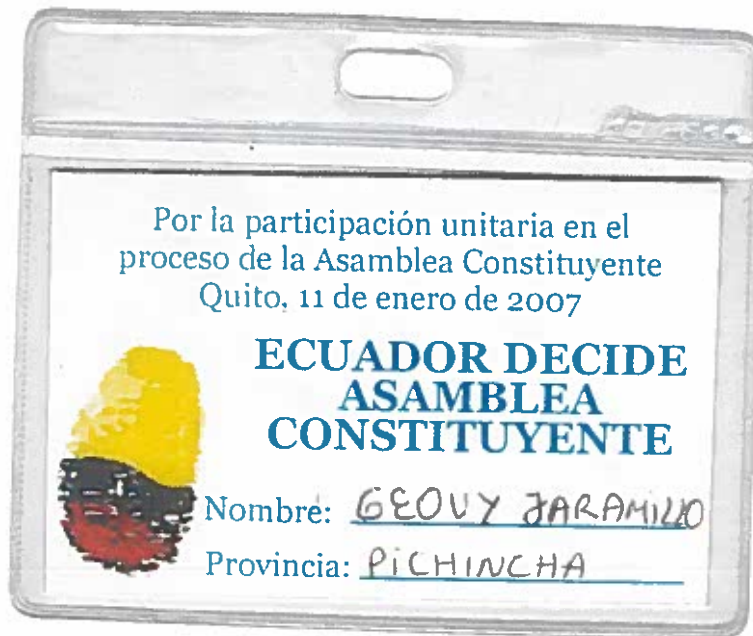 Por la participación unitaria en el
proceso de la Asamblea Constituyente
Quito, 11 de enero de 2007
ECUADOR DECIDE
ASAMBLEA
CONSTITUYENTE
Nombre: GEOVY JARAMILLO
Provincia: PiCHINCHA